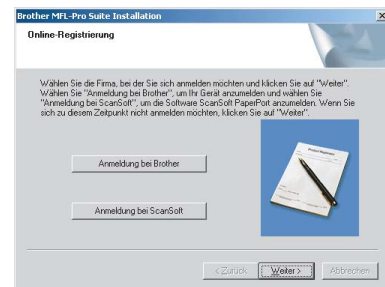 Brother MFL-Pro Suite Installation
Online-Registrierung
Wählen Sie die Firma, bei der Sie sich anmelden möchten und klicken Sie auf "Weiter".
Wählen Sie "Anmeldung bei Brother", um Ihr Gerät anzumelden und wählen Sie
"Anmeldung bei ScanSoft", um die Software ScanSoft PaperPort anzumelden. Wenn Sie
sich zu diesem Zeitpunkt nicht anmelden möchten, klicken Sie auf "Weiter".
Anmeldung bei Brother
Anmeldung bei ScanSoft
< Zurück
Weiter >
Abbrechen